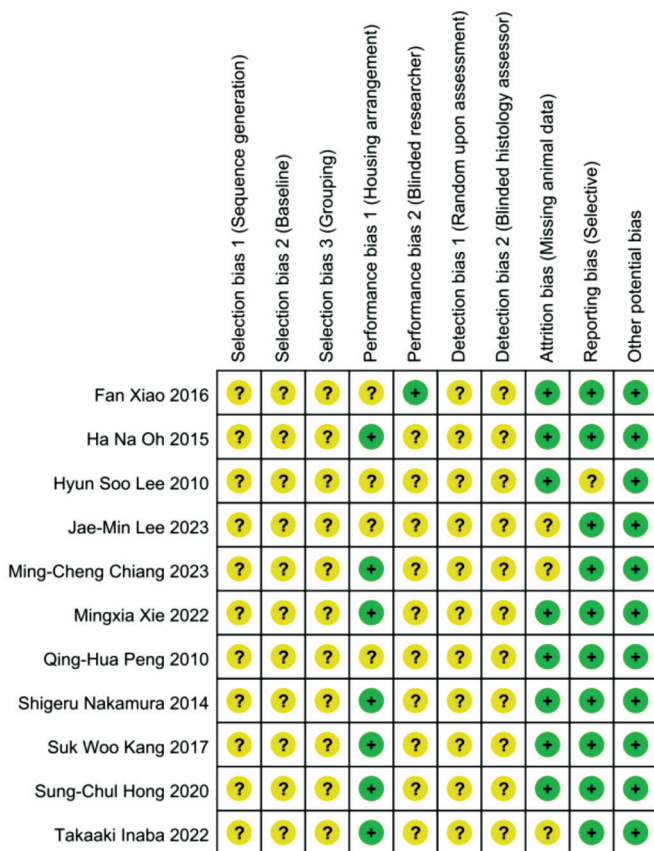 Selection bias 1 (Sequence generation)
Selection bias 2 (Baseline)
Selection bias 3 (Grouping)
Performance bias 1 (Housing arrangement)
Performance bias 2 (Blinded researcher)
Detection bias 1 (Random upon assessment)
Detection bias 2 (Blinded histology assessor)
Attrition bias (Missing animal data)
Reporting bias (Selective)
Other potential bias
Fan Xiao 2016 ? ? ? ? + ? ? + + +
Ha Na Oh 2015 ? ? ? + ? ? ? + + +
Hyun Soo Lee 2010 ? ? ? ? ? ? ? + ? +
Jae-Min Lee 2023 ? ? ? ? ? ? ? ? + +
Ming-Cheng Chiang 2023 ? ? ? + ? ? ? ? + +
Mingxia Xie 2022 ? ? ? + ? ? ? + + +
Qing-Hua Peng 2010 ? ? ? ? ? ? ? + + +
Shigeru Nakamura 2014 ? ? ? + ? ? ? + + +
Suk Woo Kang 2017 ? ? ? + ? ? ? + + +
Sung-Chul Hong 2020 ? ? ? + ? ? ? + + +
Takaaki Inaba 2022 ? ? ? + ? ? ? ? + +